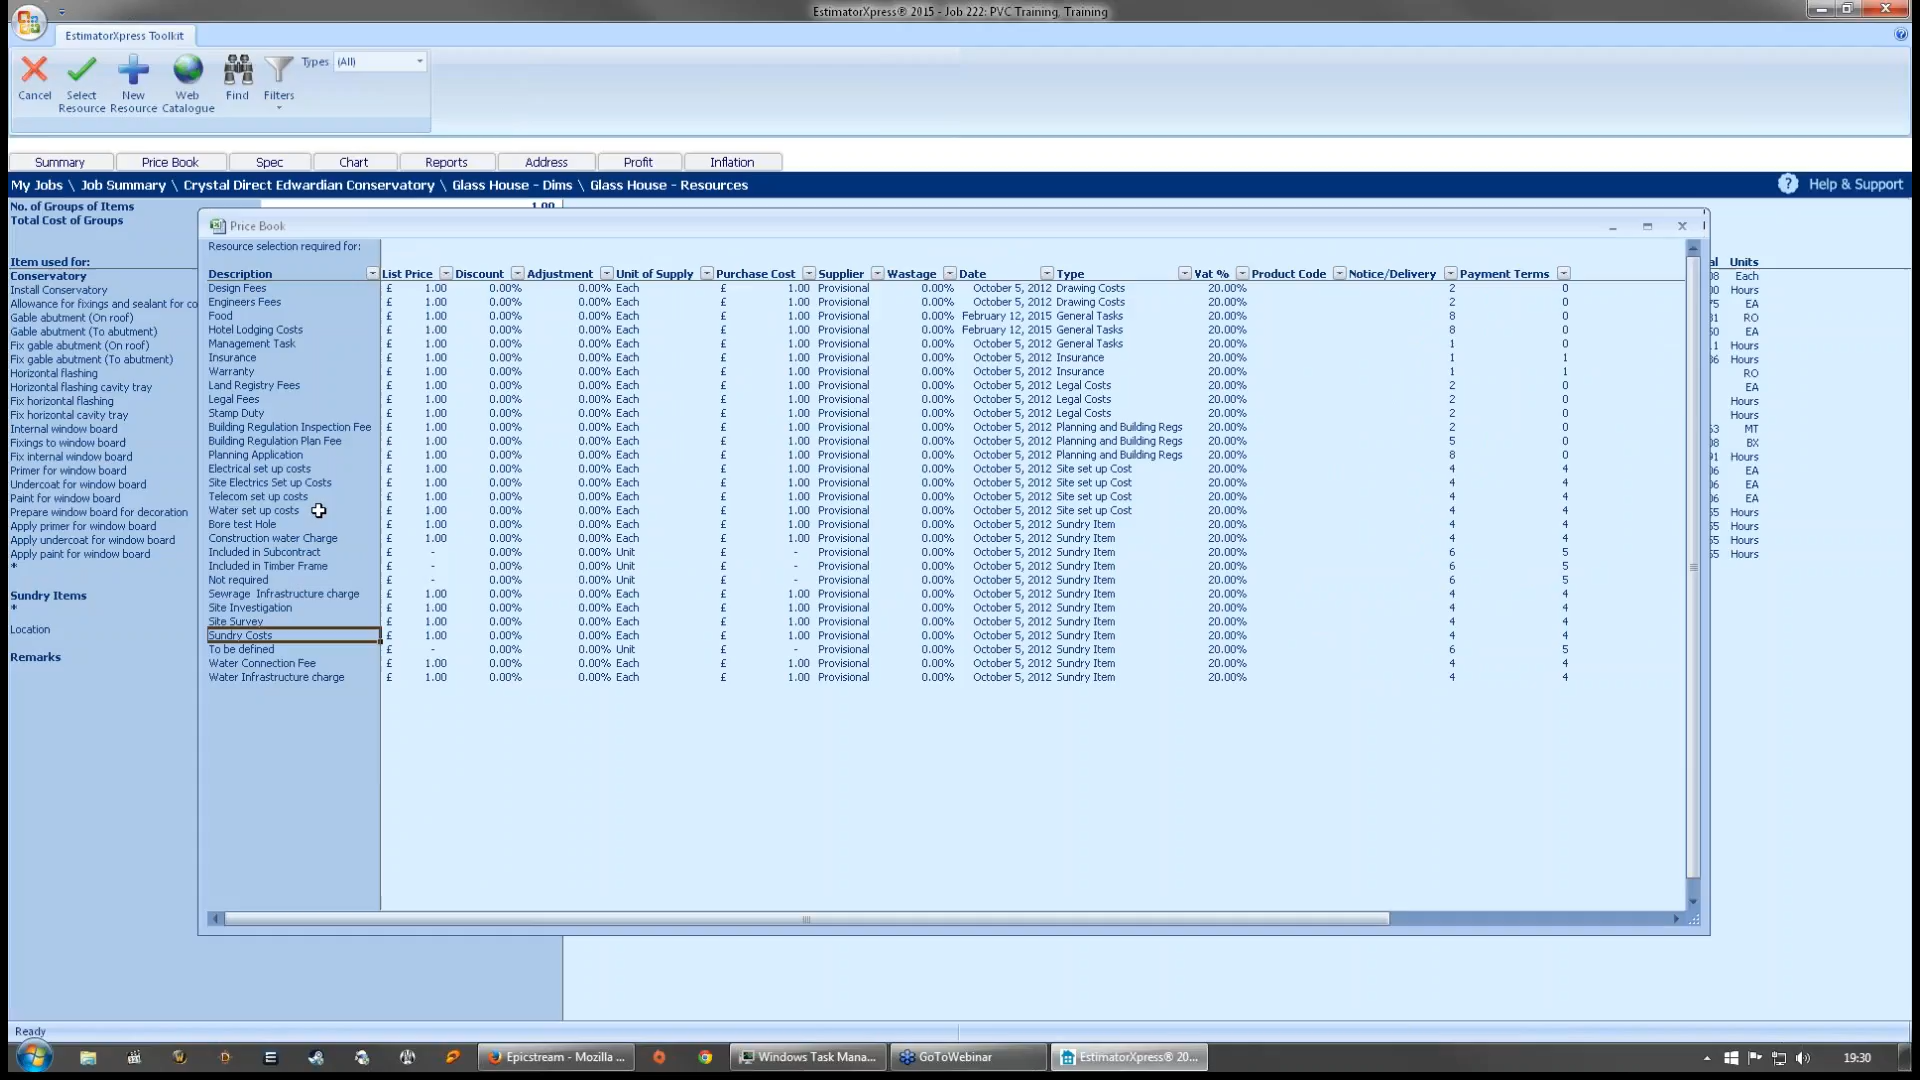 EstimatorXpress® 2015 - Job 222: PVC Training, Training
EstimatorXpress Toolkit
Cancel
Select Resource
New Resource
Web Catalogue
Find
Filters
Types (All)
Summary Price Book Spec Chart Reports Address Profit Inflation
My Jobs \ Job Summary \ Crystal Direct Edwardian Conservatory \ Glass House - Dims \ Glass House - Resources
? Help & Support
No. of Groups of Items 1.00
Total Cost of Groups
Item used for:
Conservatory
Install Conservatory
Allowance for fixings and sealant for co
Gable abutment (On roof)
Gable abutment (To abutment)
Fix gable abutment (On roof)
Fix gable abutment (To abutment)
Horizontal flashing
Horizontal flashing cavity tray
Fix horizontal flashing
Fix horizontal cavity tray
Internal window board
Fixings to window board
Fix internal window board
Primer for window board
Undercoat for window board
Paint for window board
Prepare window board for decoration
Apply primer for window board
Apply undercoat for window board
Apply paint for window board
*
Sundry Items
*
Location
Remarks
Price Book
Resource selection required for:
Description List Price Discount Adjustment Unit of Supply Purchase Cost Supplier Wastage Date Type Vat % Product Code Notice/Delivery Payment Terms
Design Fees £ 1.00 0.00% 0.00% Each £ 1.00 Provisional 0.00% October 5, 2012 Drawing Costs 20.00% 2 0
Engineers Fees £ 1.00 0.00% 0.00% Each £ 1.00 Provisional 0.00% October 5, 2012 Drawing Costs 20.00% 2 0
Food £ 1.00 0.00% 0.00% Each £ 1.00 Provisional 0.00% February 12, 2015 General Tasks 20.00% 8 0
Hotel Lodging Costs £ 1.00 0.00% 0.00% Each £ 1.00 Provisional 0.00% February 12, 2015 General Tasks 20.00% 8 0
Management Task £ 1.00 0.00% 0.00% Each £ 1.00 Provisional 0.00% October 5, 2012 General Tasks 20.00% 1 0
Insurance £ 1.00 0.00% 0.00% Each £ 1.00 Provisional 0.00% October 5, 2012 Insurance 20.00% 1 1
Warranty £ 1.00 0.00% 0.00% Each £ 1.00 Provisional 0.00% October 5, 2012 Insurance 20.00% 1 1
Land Registry Fees £ 1.00 0.00% 0.00% Each £ 1.00 Provisional 0.00% October 5, 2012 Legal Costs 20.00% 2 0
Legal Fees £ 1.00 0.00% 0.00% Each £ 1.00 Provisional 0.00% October 5, 2012 Legal Costs 20.00% 2 0
Stamp Duty £ 1.00 0.00% 0.00% Each £ 1.00 Provisional 0.00% October 5, 2012 Legal Costs 20.00% 2 0
Building Regulation Inspection Fee £ 1.00 0.00% 0.00% Each £ 1.00 Provisional 0.00% October 5, 2012 Planning and Building Regs 20.00% 2 0
Building Regulation Plan Fee £ 1.00 0.00% 0.00% Each £ 1.00 Provisional 0.00% October 5, 2012 Planning and Building Regs 20.00% 5 0
Planning Application £ 1.00 0.00% 0.00% Each £ 1.00 Provisional 0.00% October 5, 2012 Planning and Building Regs 20.00% 8 0
Electrical set up costs £ 1.00 0.00% 0.00% Each £ 1.00 Provisional 0.00% October 5, 2012 Site set up Cost 20.00% 4 4
Site Electrics Set up Costs £ 1.00 0.00% 0.00% Each £ 1.00 Provisional 0.00% October 5, 2012 Site set up Cost 20.00% 4 4
Telecom set up costs £ 1.00 0.00% 0.00% Each £ 1.00 Provisional 0.00% October 5, 2012 Site set up Cost 20.00% 4 4
Water set up costs £ 1.00 0.00% 0.00% Each £ 1.00 Provisional 0.00% October 5, 2012 Site set up Cost 20.00% 4 4
Bore test Hole £ 1.00 0.00% 0.00% Each £ 1.00 Provisional 0.00% October 5, 2012 Sundry Item 20.00% 4 4
Construction water Charge £ 1.00 0.00% 0.00% Each £ 1.00 Provisional 0.00% October 5, 2012 Sundry Item 20.00% 4 4
Included in Subcontract £ - 0.00% 0.00% Unit £ - Provisional 0.00% October 5, 2012 Sundry Item 20.00% 6 5
Included in Timber Frame £ - 0.00% 0.00% Unit £ - Provisional 0.00% October 5, 2012 Sundry Item 20.00% 6 5
Not required £ - 0.00% 0.00% Unit £ - Provisional 0.00% October 5, 2012 Sundry Item 20.00% 6 5
Sewrage Infrastructure charge £ 1.00 0.00% 0.00% Each £ 1.00 Provisional 0.00% October 5, 2012 Sundry Item 20.00% 4 4
Site Investigation £ 1.00 0.00% 0.00% Each £ 1.00 Provisional 0.00% October 5, 2012 Sundry Item 20.00% 4 4
Site Survey £ 1.00 0.00% 0.00% Each £ 1.00 Provisional 0.00% October 5, 2012 Sundry Item 20.00% 4 4
Sundry Costs £ 1.00 0.00% 0.00% Each £ 1.00 Provisional 0.00% October 5, 2012 Sundry Item 20.00% 4 4
To be defined £ - 0.00% 0.00% Unit £ - Provisional 0.00% October 5, 2012 Sundry Item 20.00% 6 5
Water Connection Fee £ 1.00 0.00% 0.00% Each £ 1.00 Provisional 0.00% October 5, 2012 Sundry Item 20.00% 4 4
Water Infrastructure charge £ 1.00 0.00% 0.00% Each £ 1.00 Provisional 0.00% October 5, 2012 Sundry Item 20.00% 4 4
Units
Each
Hours
EA
RO
EA
Hours
Hours
RO
EA
Hours
Hours
MT
BX
Hours
EA
EA
EA
Hours
Hours
Hours
Hours
Ready
Epicstream - Mozilla ...
Windows Task Mana...
GoToWebinar
EstimatorXpress® 20...
19:30